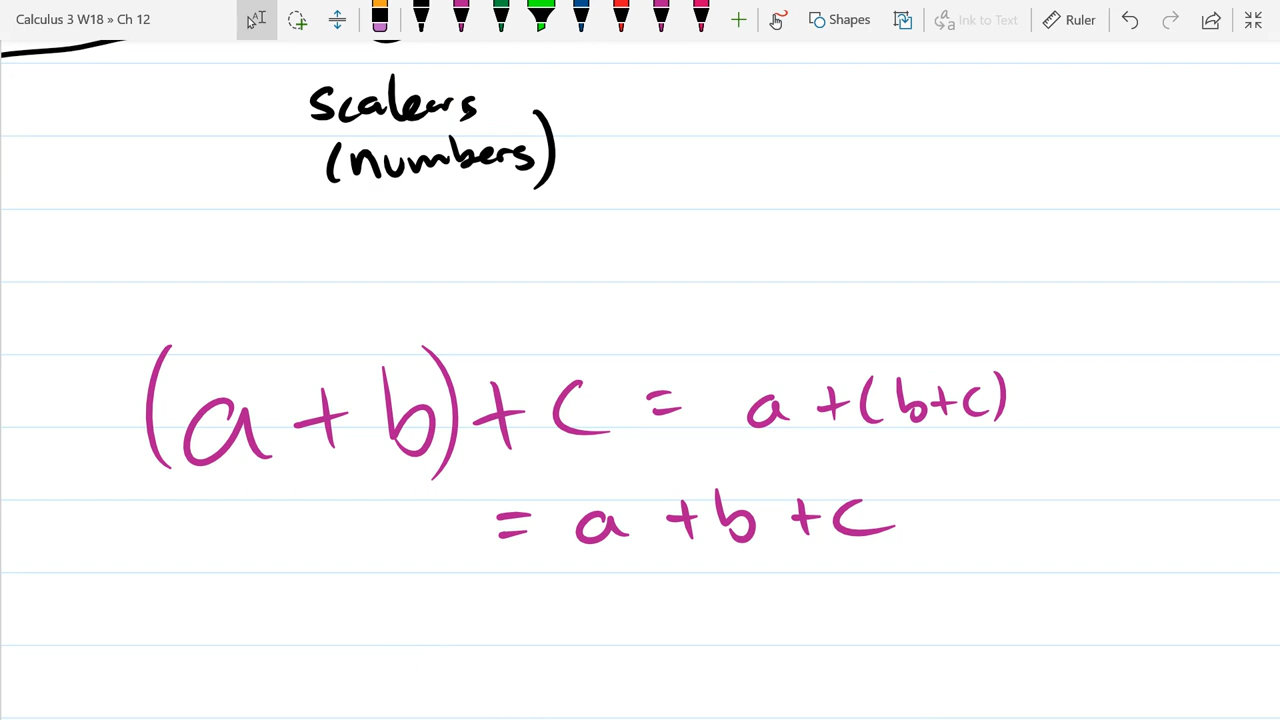 Calculus 3 W18 » Ch 12
Shapes
Ink to Text
Ruler
scalers
(numbers)
(a + b) + c = a + (b+c)
= a + b + c